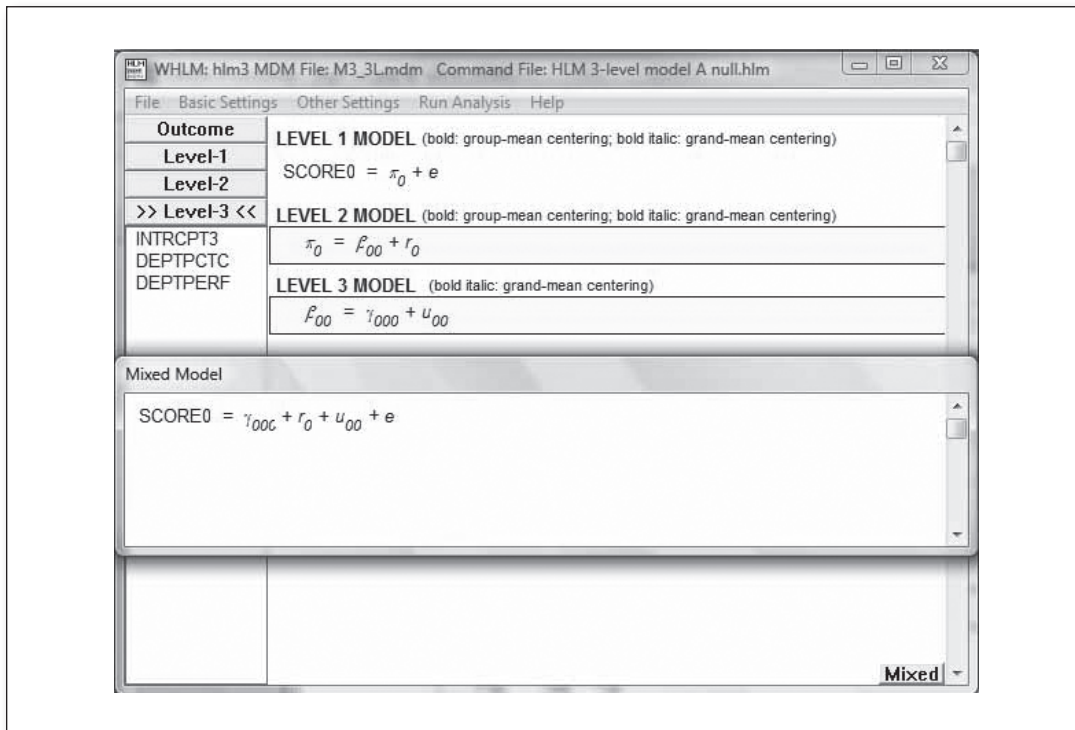 WHLM: hlm3 MDM File: M3_3L.mdm Command File: HLM 3-level model A null.hlm
File Basic Settings Other Settings Run Analysis Help
Outcome
Level-1
Level-2
>> Level-3 <<
INTRCPT3
DEPTPCTC
DEPTPERF
LEVEL 1 MODEL (bold: group-mean centering; bold italic: grand-mean centering)
SCORE0 = π0 + e
LEVEL 2 MODEL (bold: group-mean centering; bold italic: grand-mean centering)
π0 = β00 + r0
LEVEL 3 MODEL (bold italic: grand-mean centering)
β00 = γ000 + u00
Mixed Model
SCORE0 = γ000 + r0 + u00 + e
Mixed